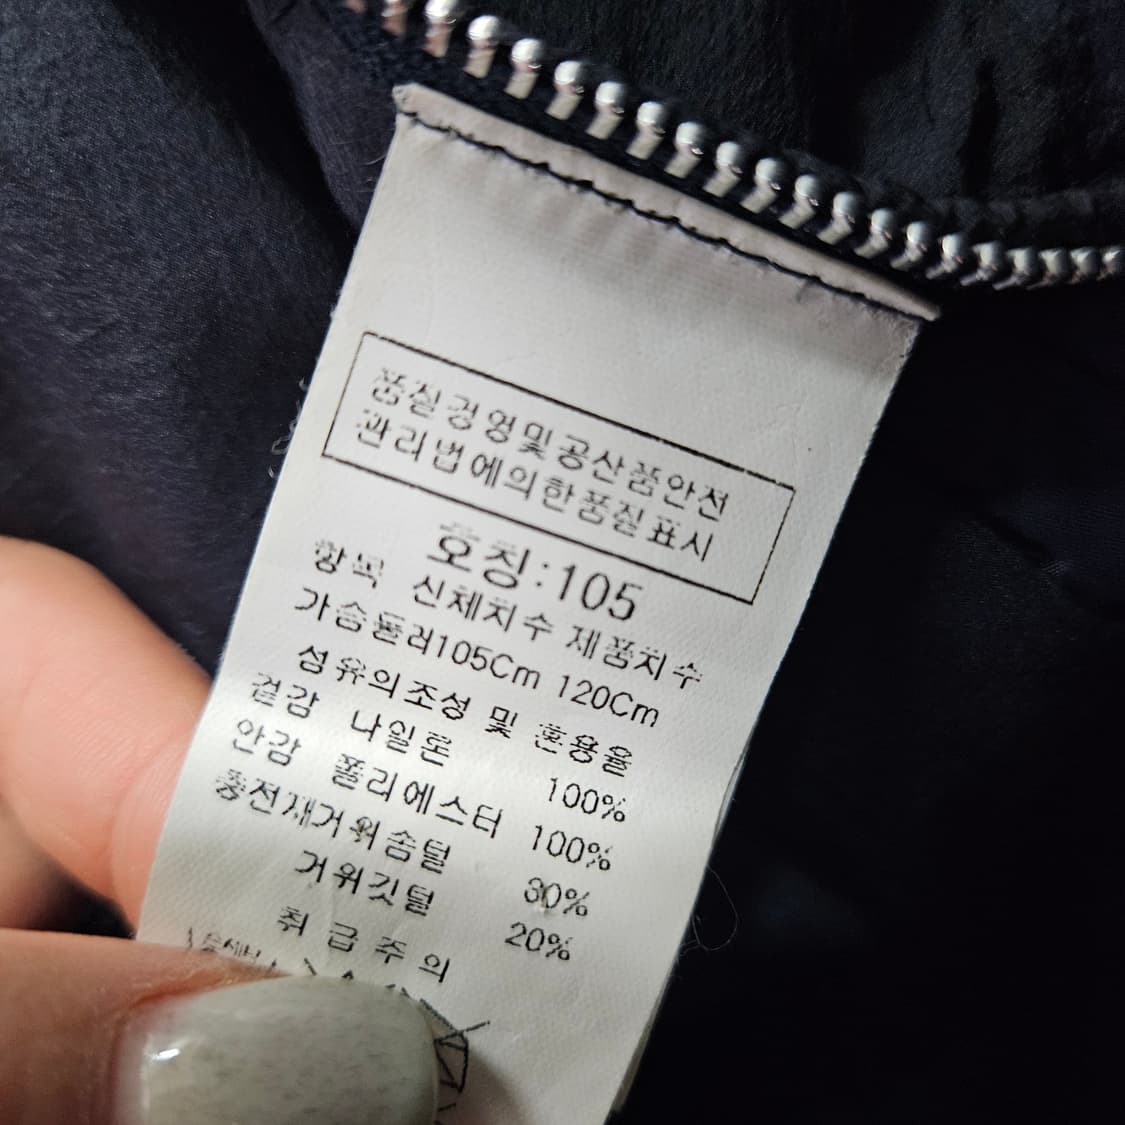 품질경영및공산품안전
관리법에의한품질표시
호칭:105
항목 신체치수 제품치수
가슴둘레105Cm 120Cm
섬유의조성 및 혼용율
겉감 나일론 100%
안감 폴리에스터 100%
충전재거위솜털 80%
거위깃털 20%
취급주의